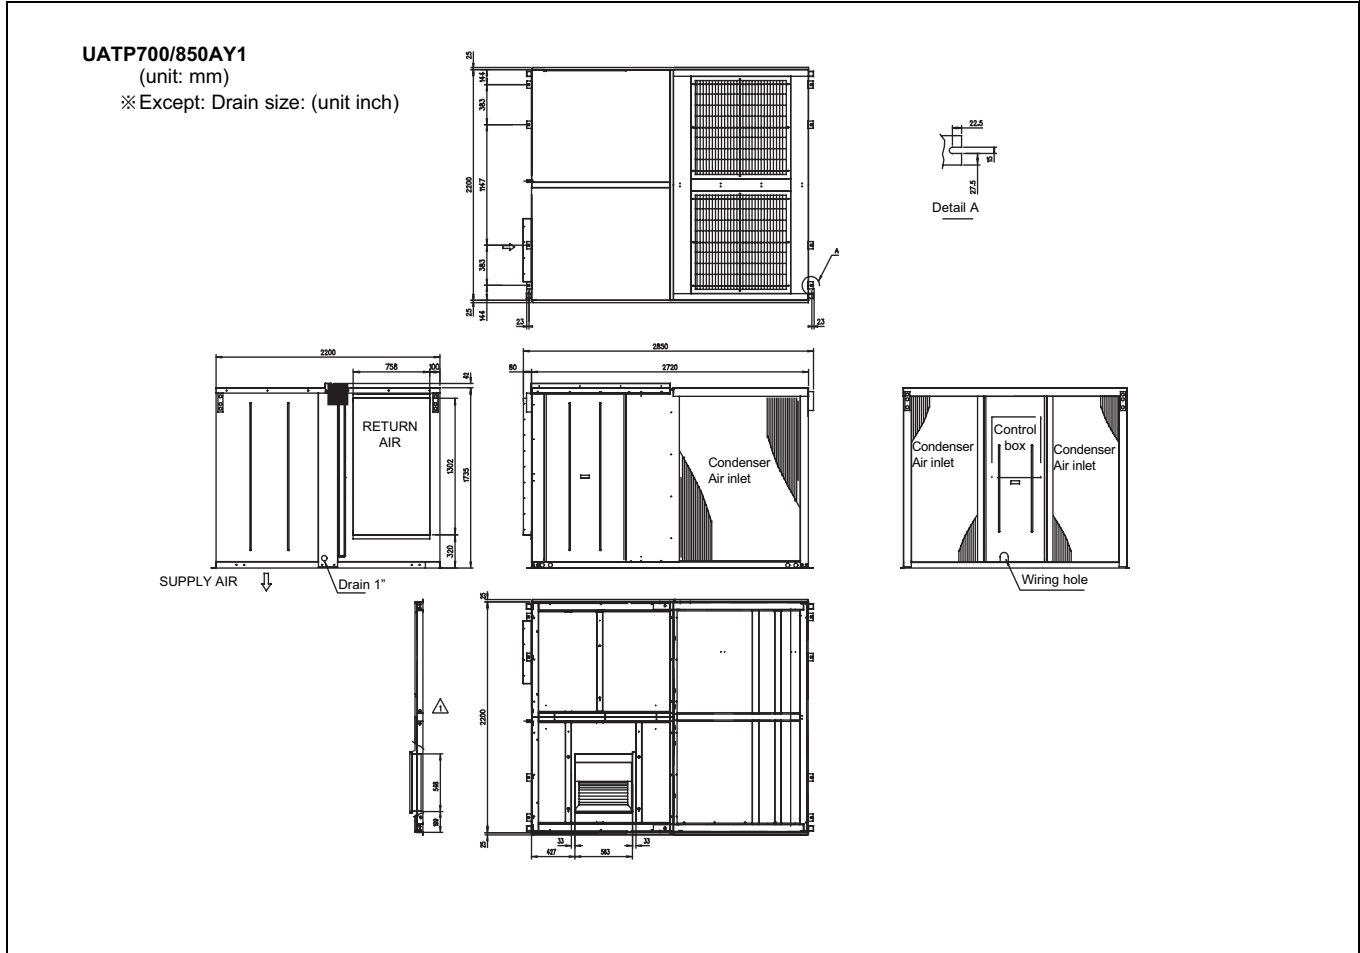 UATP700/850AY1
(unit: mm)
※Except: Drain size: (unit inch)
25
144
383
2200
1147
383
25
144
23
23
A
22.5
15
27.5
Detail A
2200
758
100
42
RETURN
AIR
1302
1735
320
SUPPLY AIR
Drain 1"
2850
80
2720
Condenser
Air inlet
Condenser
Air inlet
Control
box
Condenser
Air inlet
Wiring hole
25
2200
1
548
25
33
33
427
563